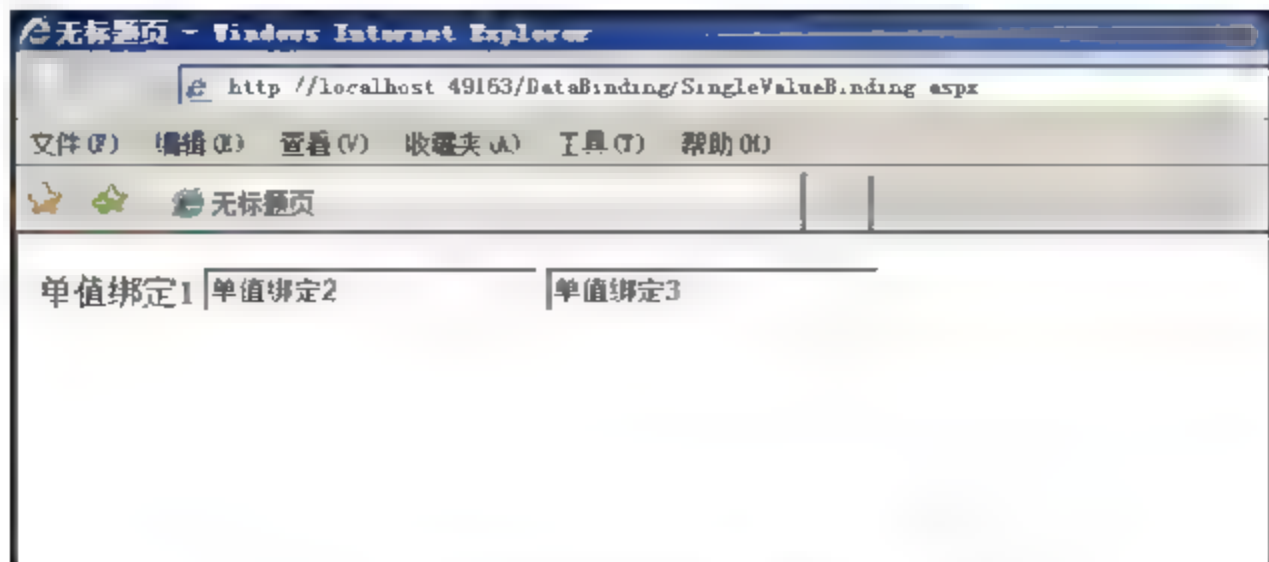 无标题页 - Windows Internet Explorer
http //localhost 49163/DataBinding/SingleValueBinding aspx
文件(F) 编辑(E) 查看(V) 收藏夹(A) 工具(T) 帮助(H)
无标题页
单值绑定1 单值绑定2 单值绑定3